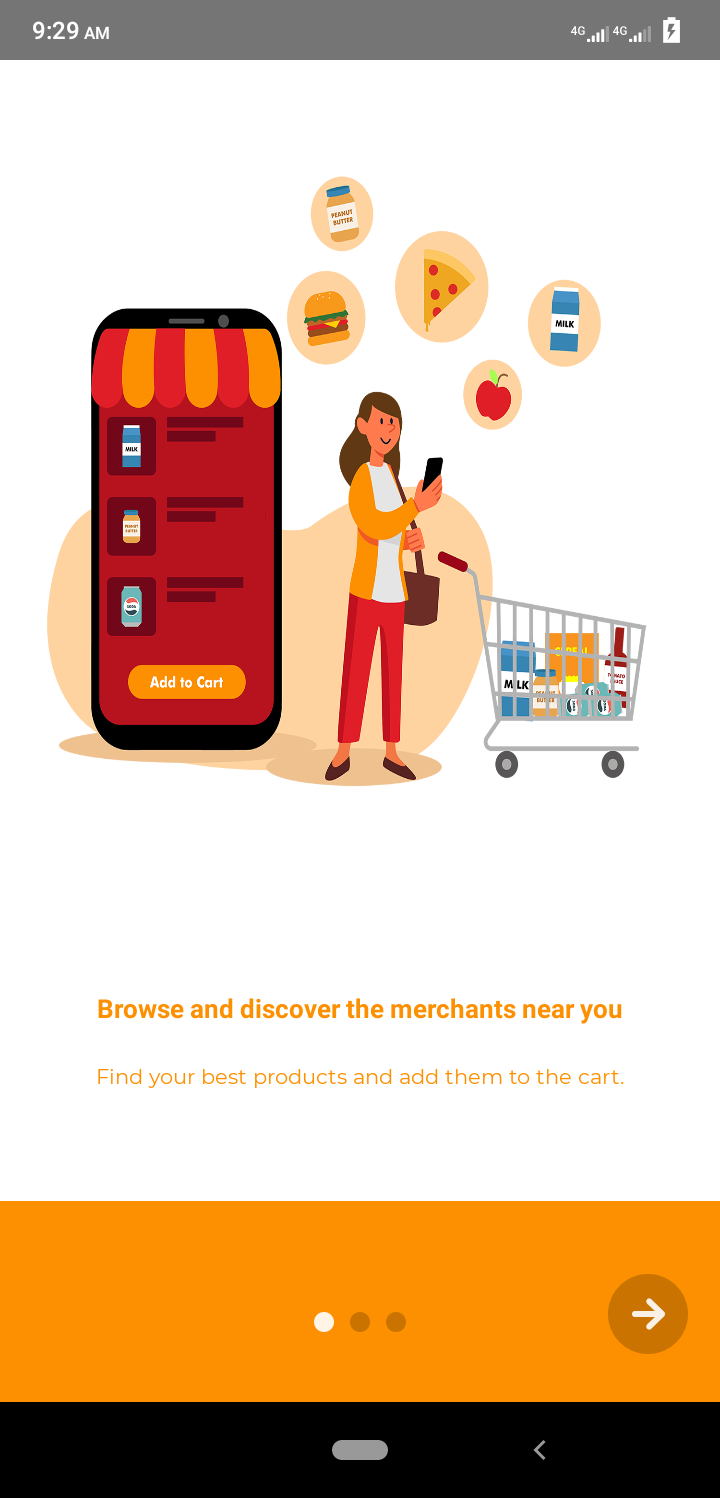 9:29 AM
4G 4G
PEANUT
BUTTER
MILK
MILK
PEANUT
BUTTER
SODA
Add to Cart
CEREAL
TOMATO
SAUCE
MILK
PEANUT
BUTTER
Browse and discover the merchants near you
Find your best products and add them to the cart.